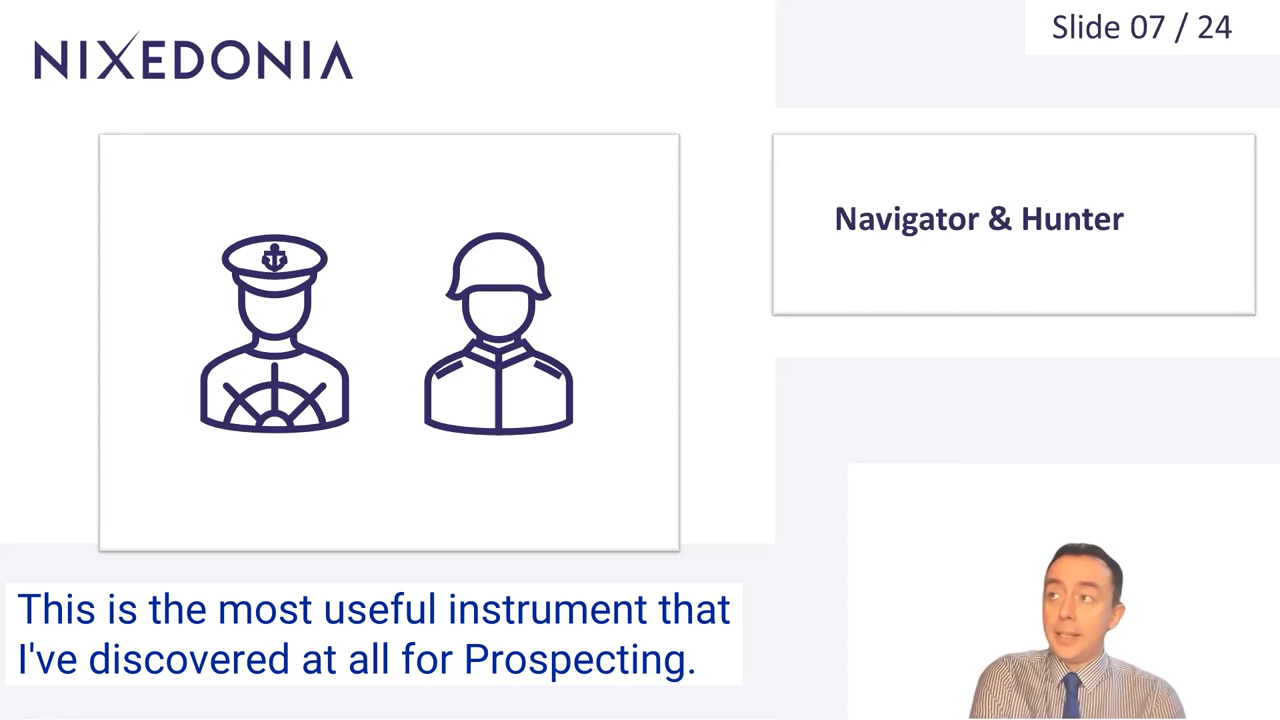 NIXEDONIA
Slide 07 / 24
Navigator & Hunter
This is the most useful instrument that
I've discovered at all for Prospecting.